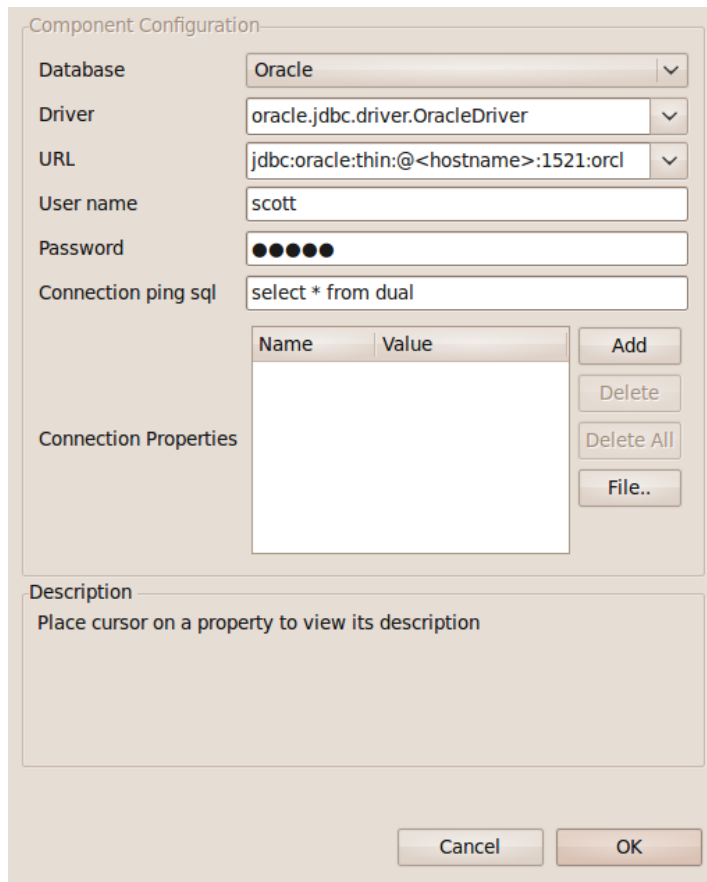 Component Configuration
Database Oracle
Driver oracle.jdbc.driver.OracleDriver
URL jdbc:oracle:thin:@<hostname>:1521:orcl
User name scott
Password ●●●●●
Connection ping sql select * from dual
Name Value Add
Delete
Connection Properties Delete All
File..
Description
Place cursor on a property to view its description
Cancel OK